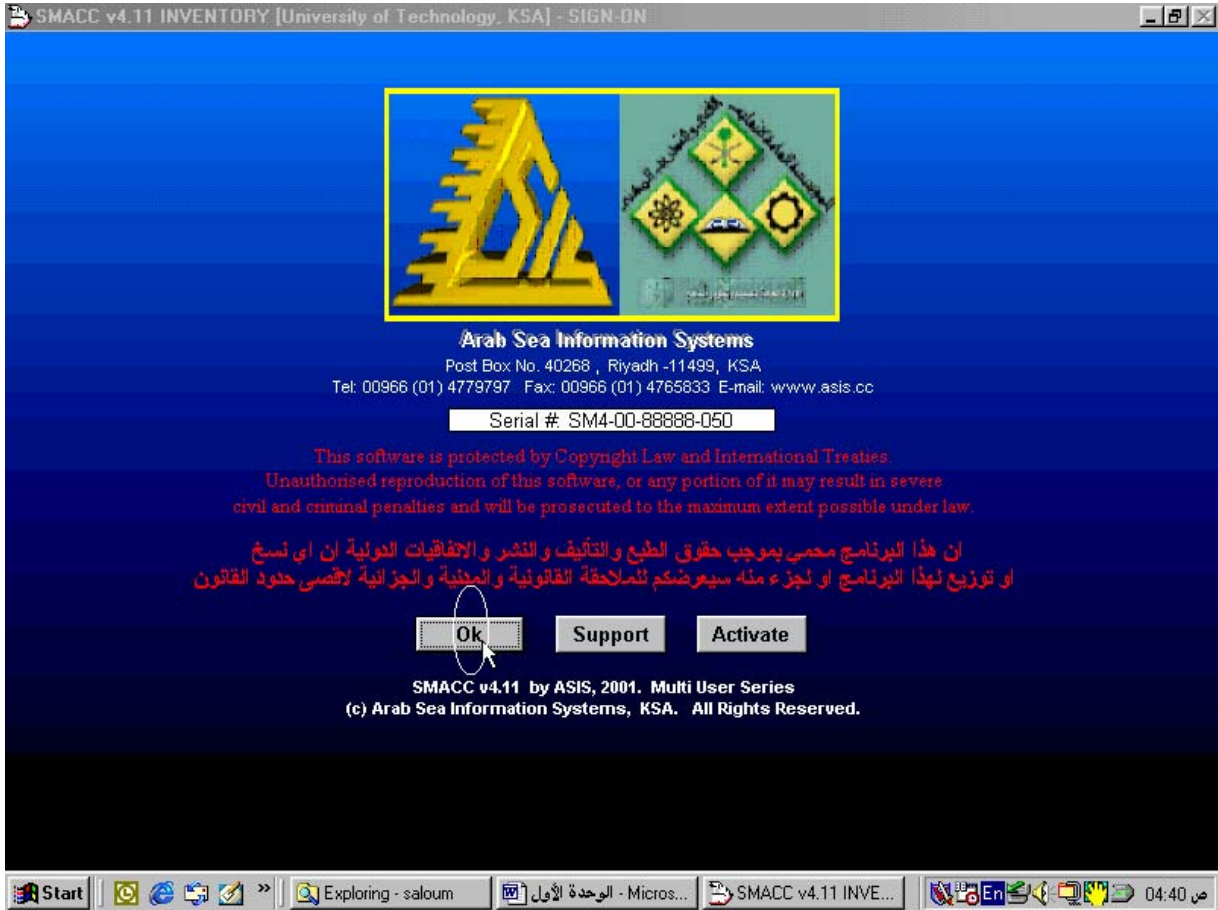 SMACC v4.11 INVENTORY [University of Technology, KSA] - SIGN-ON
Arab Sea Information Systems
Post Box No. 40268 , Riyadh -11499, KSA
Tel: 00966 (01) 4779797 Fax: 00966 (01) 4765833 E-mail: www.asis.cc
Serial #: SM4-00-88888-050
This software is protected by Copyright Law and International Treaties.
Unauthorised reproduction of this software, or any portion of it may result in severe
civil and criminal penalties and will be prosecuted to the maximum extent possible under law.
ان هذا البرنامج محمي بموجب حقوق الطبع والتأليف والنشر والاتفاقيات الدولية ان اي نسخ
او توزيع لهذا البرنامج او لجزء منه سيعرضكم للملاحقة القانونية والمدنية والجزائية لاقصى حدود القانون
Ok Support Activate
SMACC v4.11 by ASIS, 2001. Multi User Series
(c) Arab Sea Information Systems, KSA. All Rights Reserved.
Start » Exploring - saloum الوحدة الأول - Micros... SMACC v4.11 INVE... En 04:40 ص